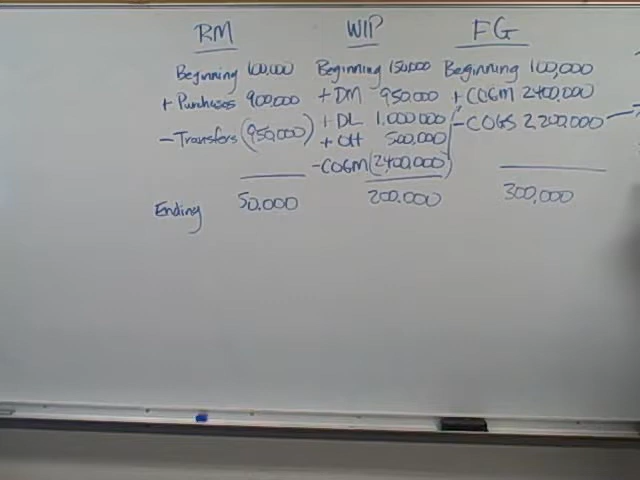 RM WIP FG
Beginning 100,000 Beginning 150,000 Beginning 100,000
+ Purchases 900,000 + DM 950,000 + COGM 2400,000
- Transfers (950,000) + DL 1,000,000 - COGS 2,200,000
+ OH 500,000
- COGM (2,400,000)
Ending 50,000 200,000 300,000